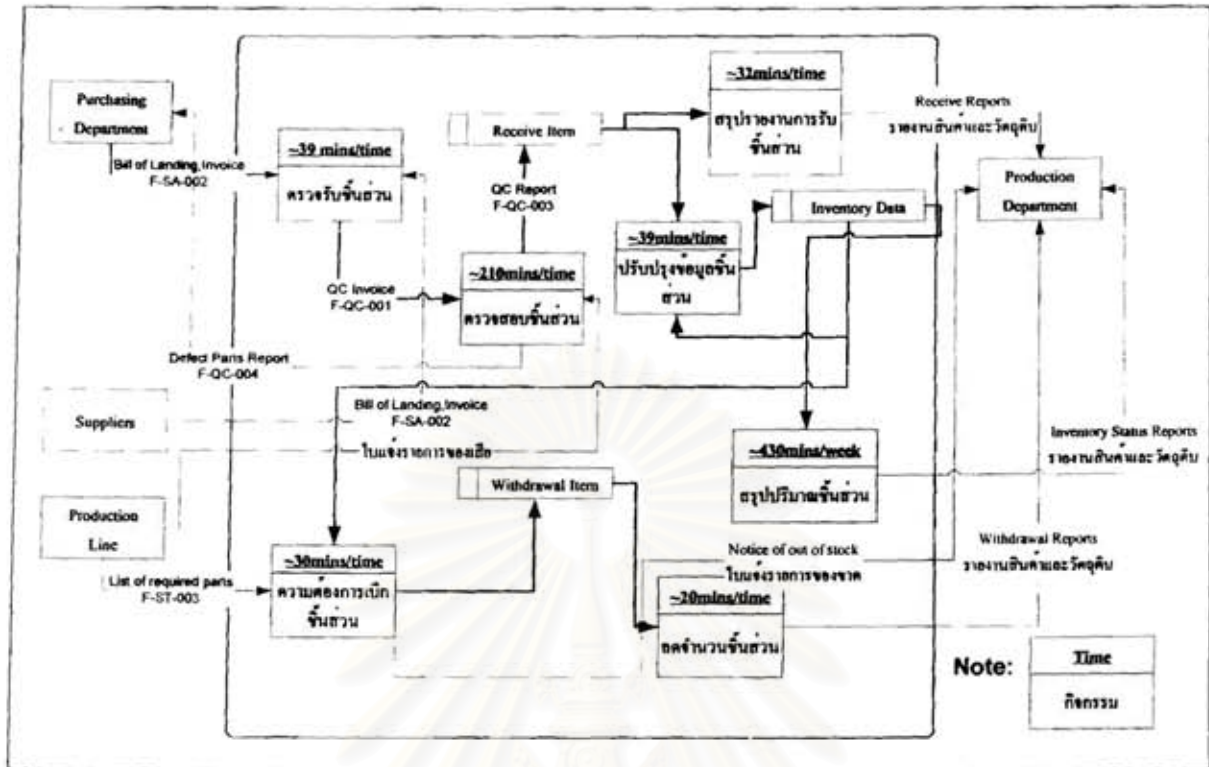 Purchasing
Department
Bill of Landing,Invoice
F-SA-002
~39 mins/time
ตรวจรับชิ้นส่วน
Receive Item
QC Report
F-QC-003
~32mins/time
สรุปรายงานการรับ
ชิ้นส่วน
Receive Reports
รายงานสินค้าและวัตถุดิบ
Production
Department
Inventory Data
~39mins/time
ปรับปรุงข้อมูลชิ้น
ส่วน
QC Invoice
F-QC-001
~210mins/time
ตรวจสอบชิ้นส่วน
Defect Parts Report
F-QC-004
Suppliers
Bill of Landing,Invoice
F-SA-002
ใบแจ้งรายการของเสีย
Production
Line
Withdrawal Item
~430mins/week
สรุปปริมาณชิ้นส่วน
Inventory Status Reports
รายงานสินค้าและวัตถุดิบ
List of required parts
F-ST-003
~30mins/time
ความต้องการเบิก
ชิ้นส่วน
Notice of out of stock
ใบแจ้งรายการของขาด
Withdrawal Reports
รายงานสินค้าและวัตถุดิบ
~20mins/time
ลดจำนวนชิ้นส่วน
Note:
Time
กิจกรรม